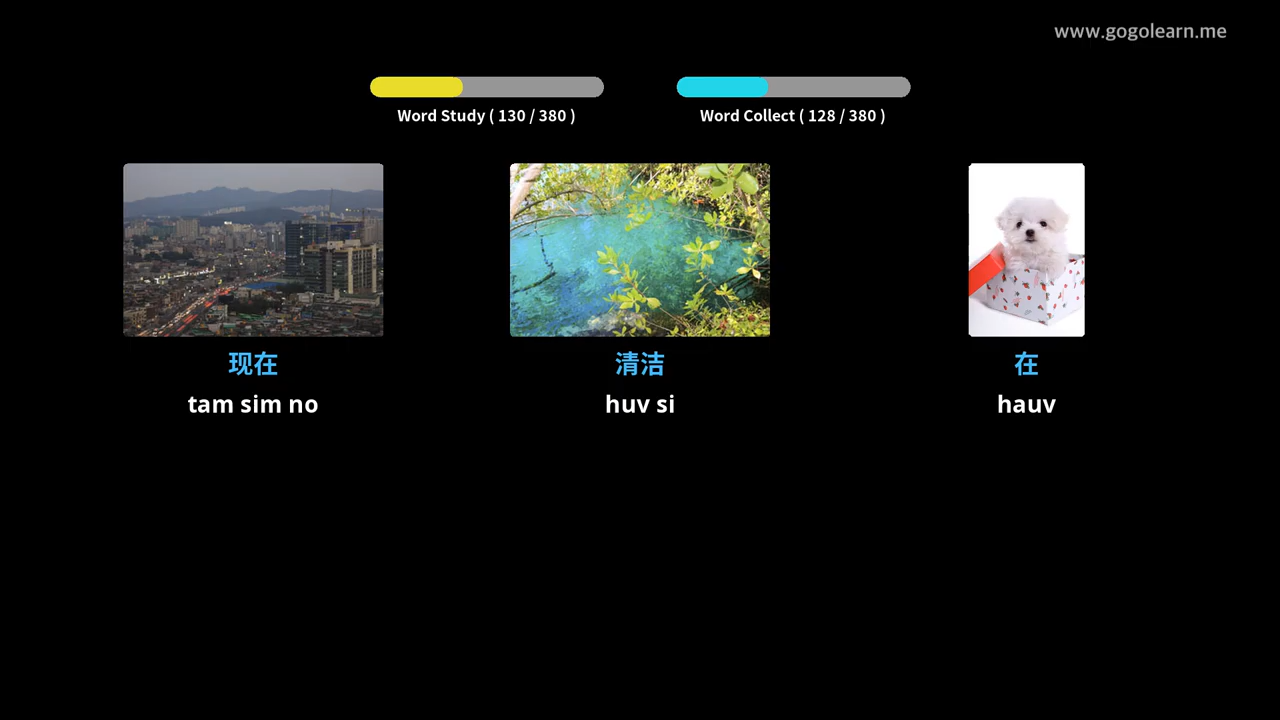 www.gogolearn.me
Word Study ( 130 / 380 )
Word Collect ( 128 / 380 )
现在
tam sim no
清洁
huv si
在
hauv